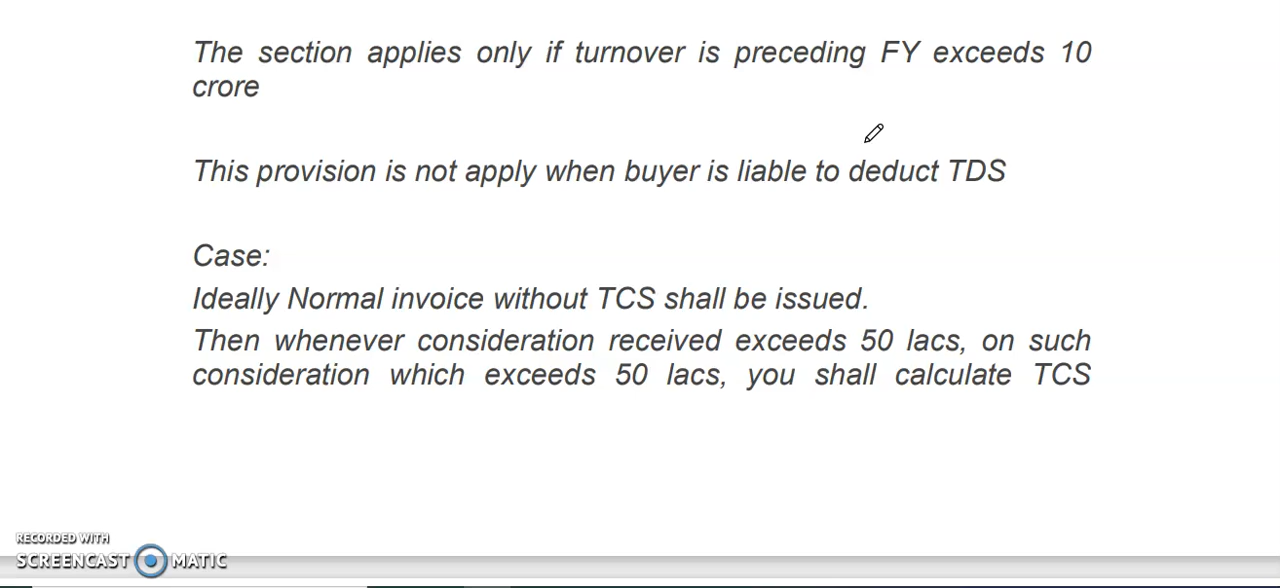 The section applies only if turnover is preceding FY exceeds 10
crore
This provision is not apply when buyer is liable to deduct TDS
Case:
Ideally Normal invoice without TCS shall be issued.
Then whenever consideration received exceeds 50 lacs, on such
consideration which exceeds 50 lacs, you shall calculate TCS
RECORDED WITH
SCREENCAST MATIC